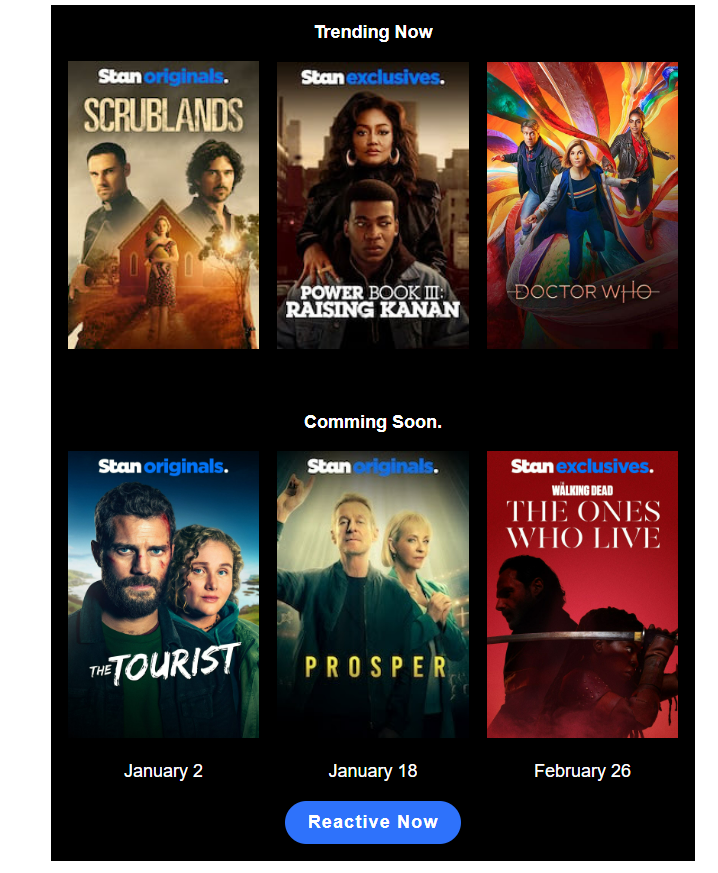 Trending Now
Stan originals.
SCRUBLANDS
Stan exclusives.
POWER BOOK III:
RAISING KANAN
DOCTOR WHO
Comming Soon.
Stan originals.
THE TOURIST
Stan originals.
PROSPER
Stan exclusives.
THE WALKING DEAD
THE ONES
WHO LIVE
January 2
January 18
February 26
Reactive Now